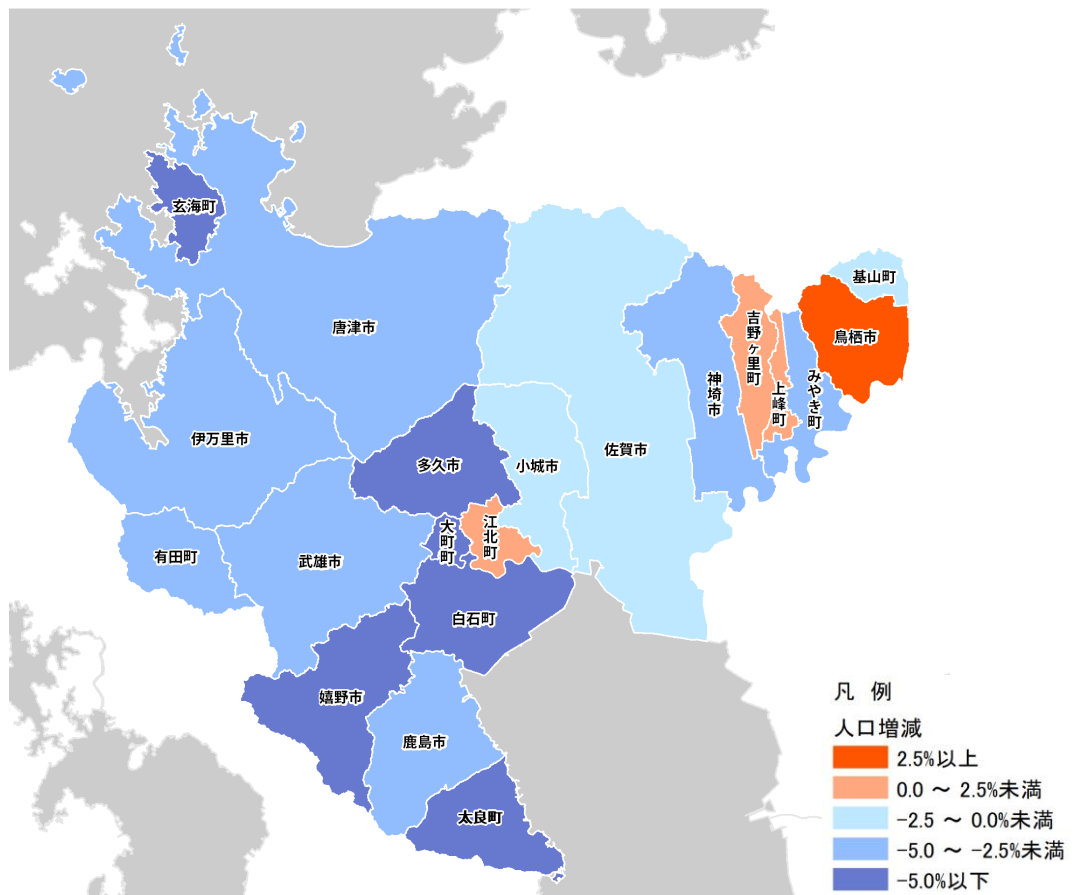 玄海町
基山町
吉野ヶ里町
唐津市
鳥栖市
上峰町
みやき町
神埼市
伊万里市
佐賀市
多久市
小城市
大町町
江北町
有田町
武雄市
白石町
嬉野市
鹿島市
太良町
凡 例
人口増減
2.5%以上
0.0 ～ 2.5%未満
-2.5 ～ 0.0%未満
-5.0 ～ -2.5%未満
-5.0%以下